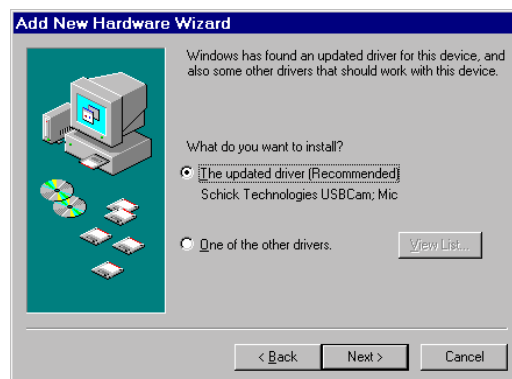 Add New Hardware Wizard
Windows has found an updated driver for this device, and
also some other drivers that should work with this device.
What do you want to install?
The updated driver (Recommended)
Schick Technologies USBCam; Mic
One of the other drivers.
View List...
< Back
Next >
Cancel